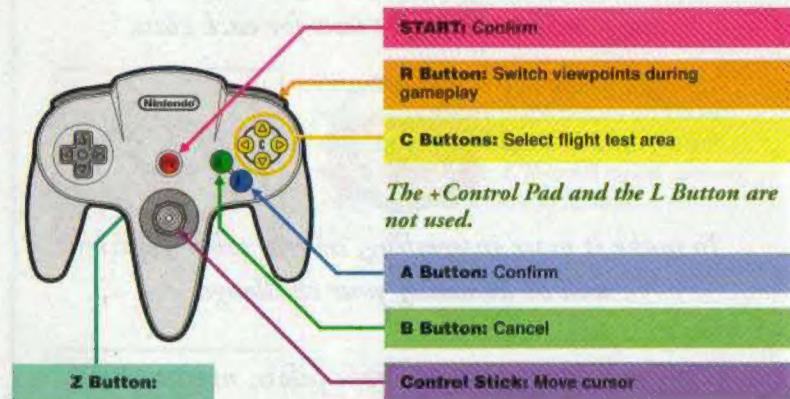 START: Confirm
R Button: Switch viewpoints during
gameplay
Nintendo
C
C Buttons: Select flight test area
The +Control Pad and the L Button are
not used.
A Button: Confirm
B Button: Cancel
Z Button:
Control Stick: Move cursor